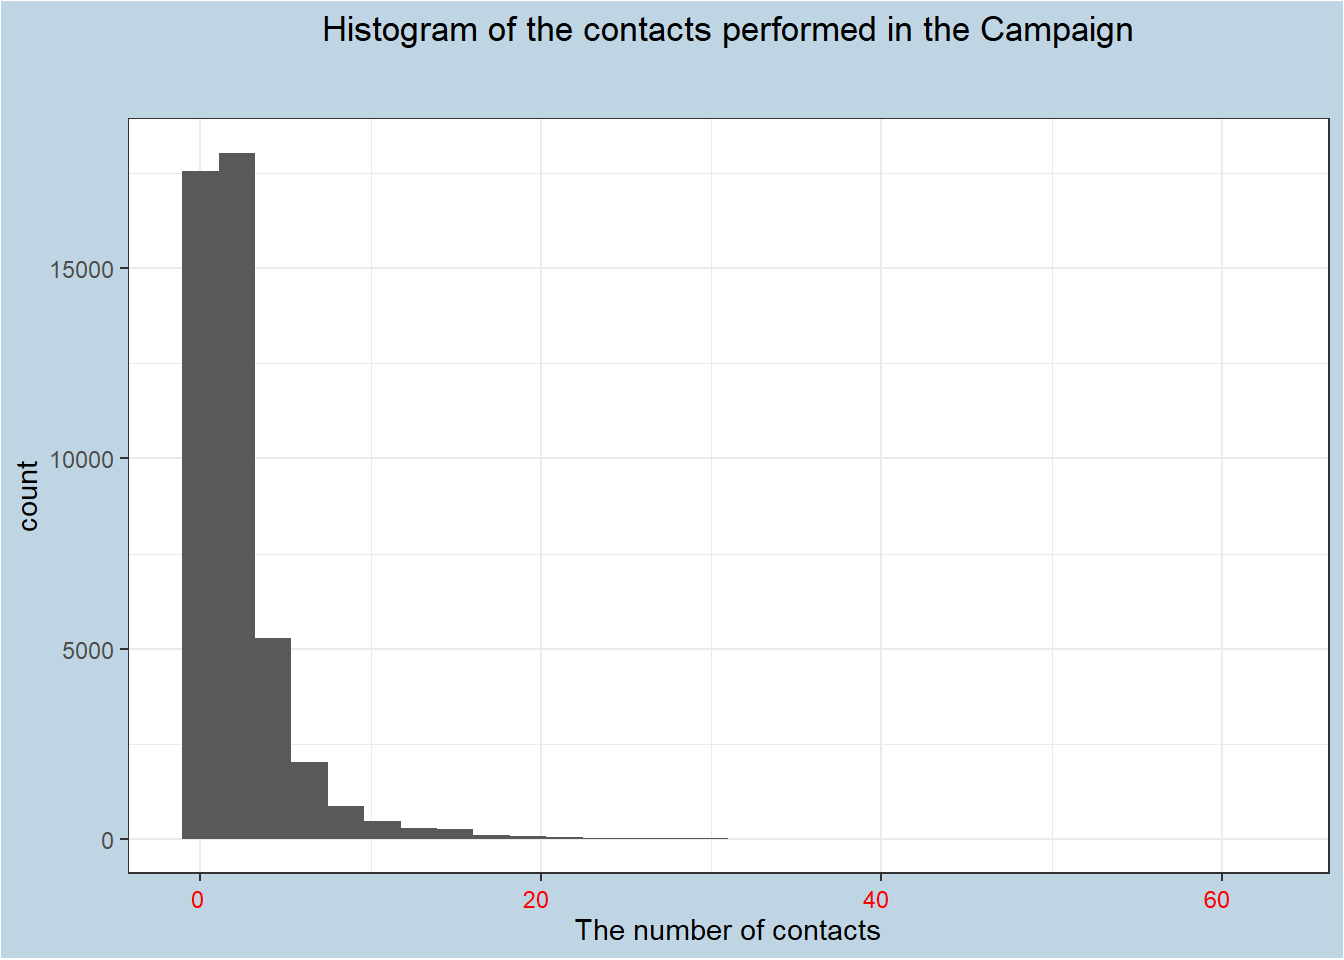 Histogram of the contacts performed in the Campaign
count
15000
10000
5000
0
0 20 40 60
The number of contacts